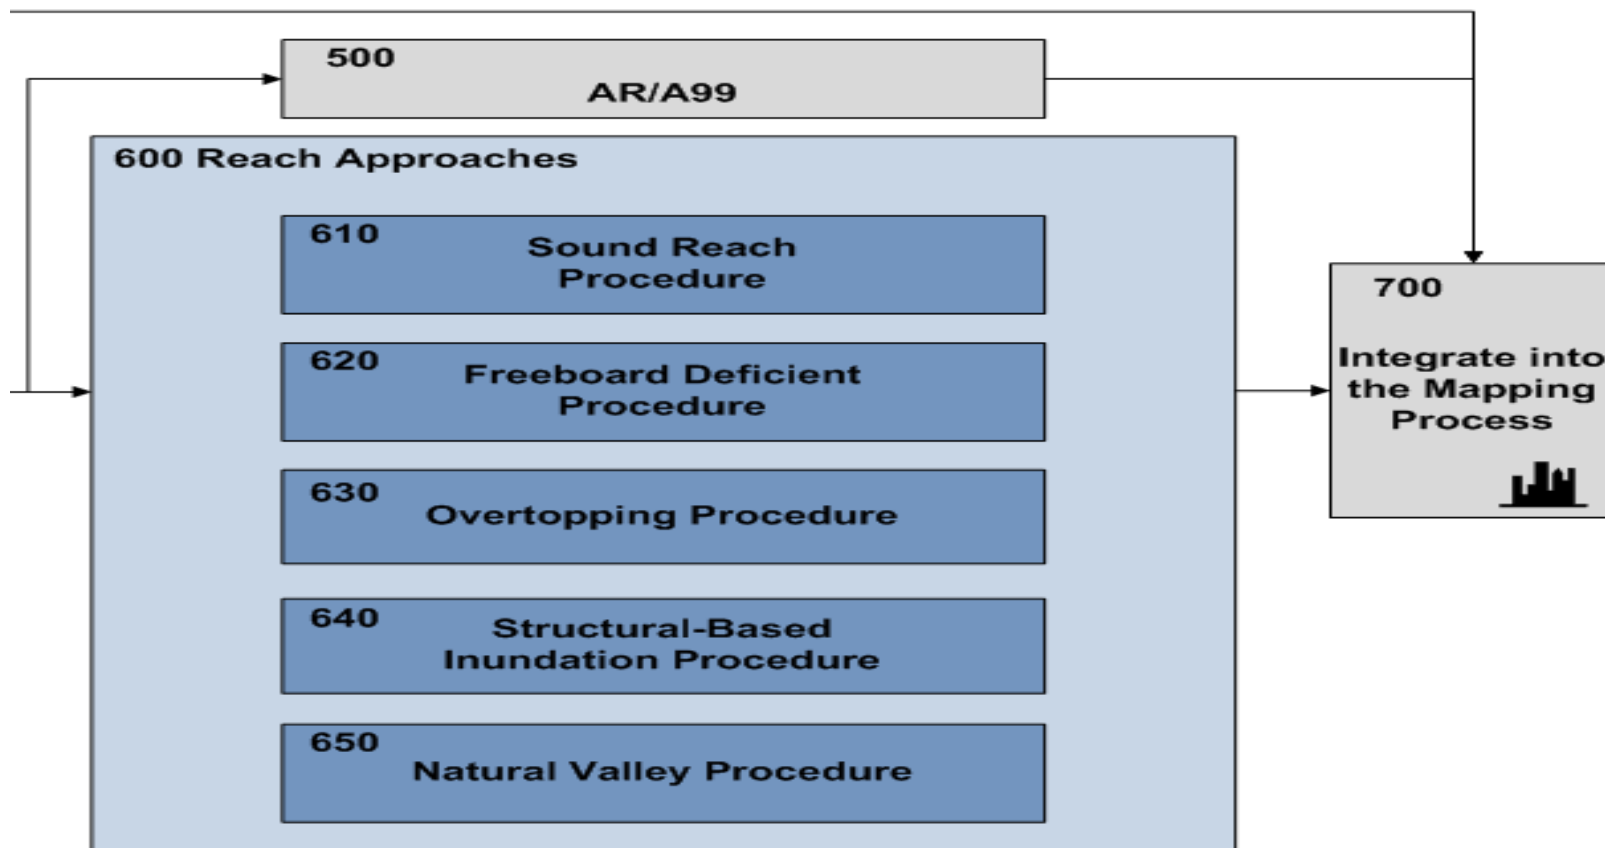 500
AR/A99
600 Reach Approaches
610
Sound Reach
Procedure
620
Freeboard Deficient
Procedure
630
Overtopping Procedure
640
Structural-Based
Inundation Procedure
650
Natural Valley Procedure
700
Integrate into
the Mapping
Process